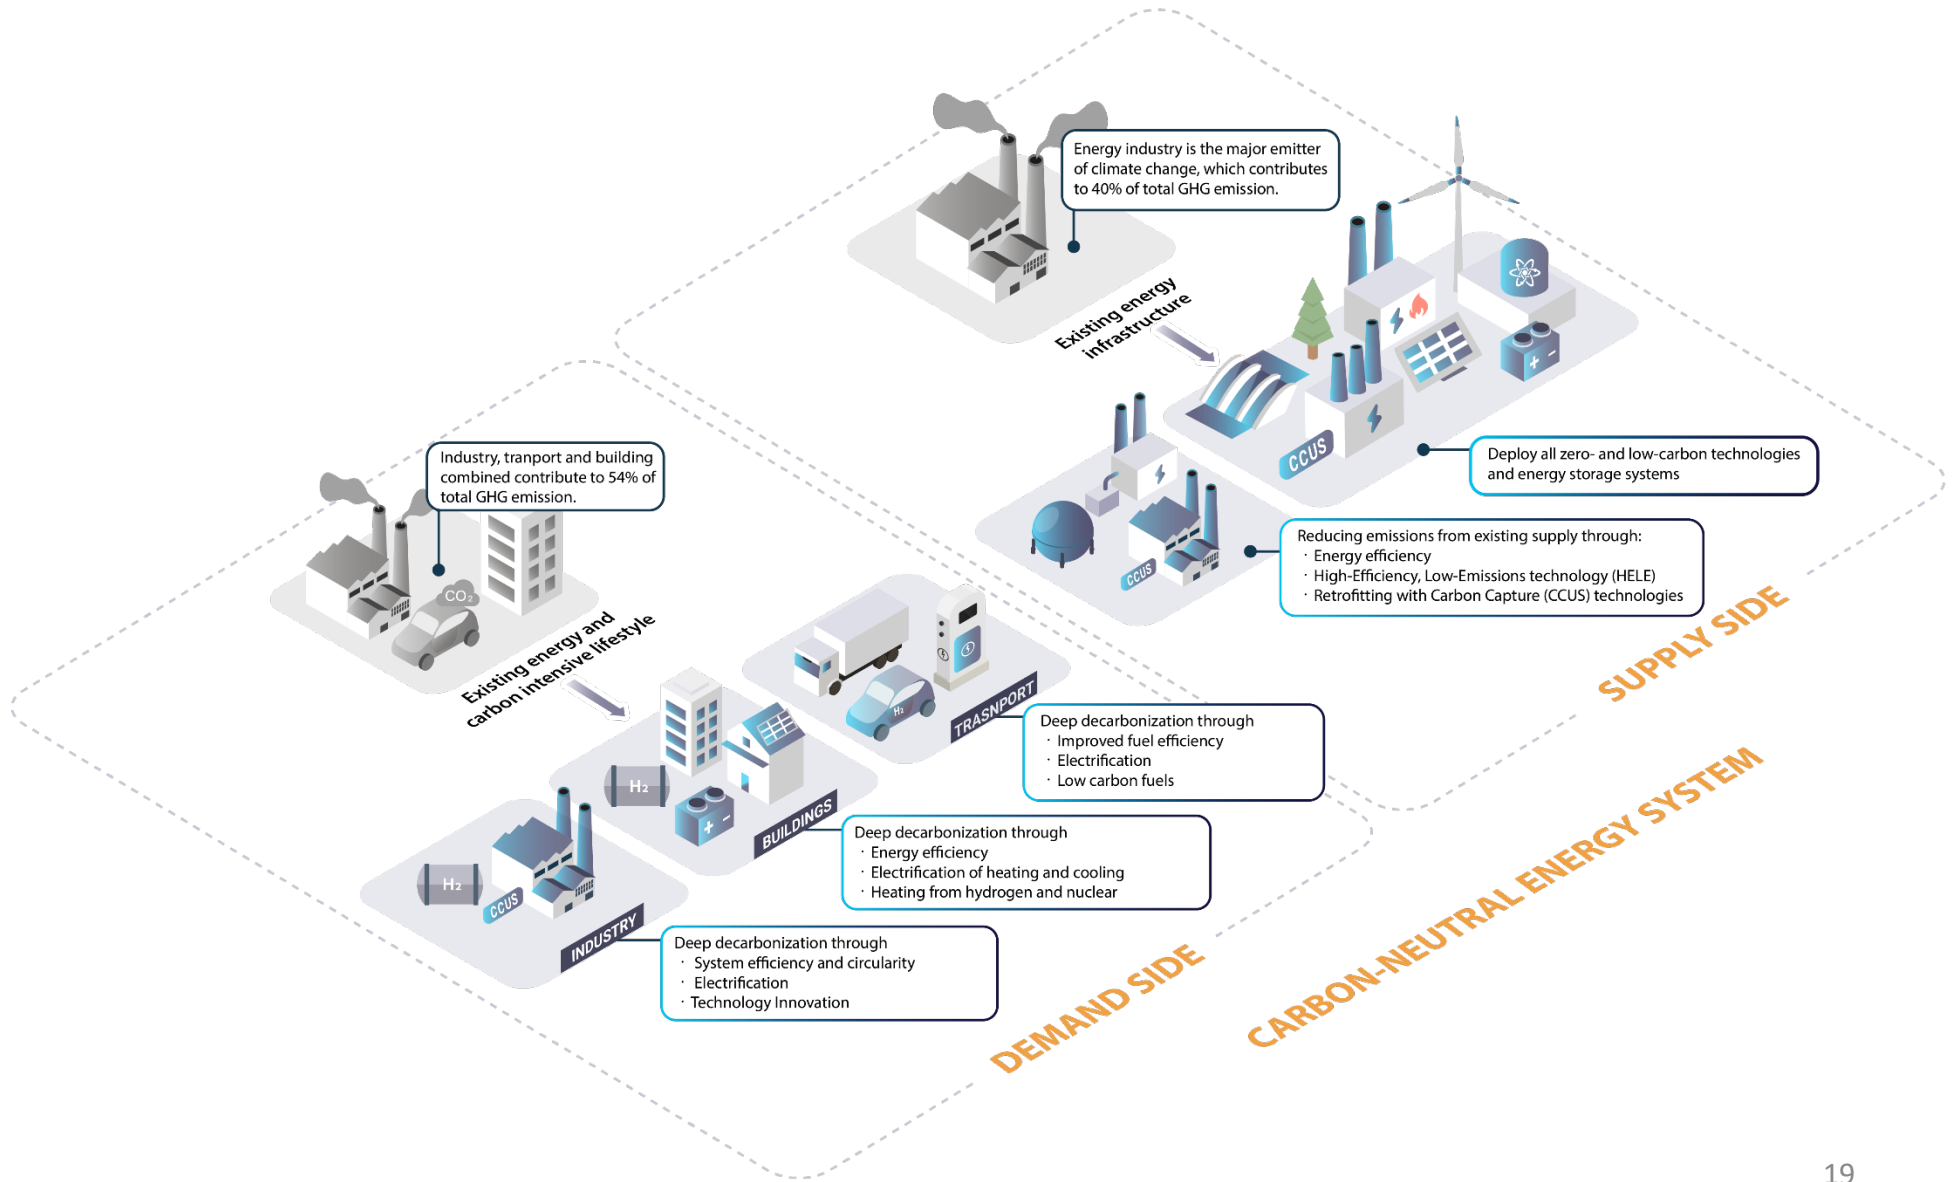 Energy industry is the major emitter
of climate change, which contributes
to 40% of total GHG emission.
Existing energy
infrastructure
CCUS
Deploy all zero- and low-carbon technologies
and energy storage systems
CCUS
Reducing emissions from existing supply through:
· Energy efficiency
· High-Efficiency, Low-Emissions technology (HELE)
· Retrofitting with Carbon Capture (CCUS) technologies
SUPPLY SIDE
Industry, tranport and building
combined contribute to 54% of
total GHG emission.
CO₂
Existing energy and
carbon intensive lifestyle
H₂
TRASNPORT
Deep decarbonization through
· Improved fuel efficiency
· Electrification
· Low carbon fuels
H₂
+ -
BUILDINGS
Deep decarbonization through
· Energy efficiency
· Electrification of heating and cooling
· Heating from hydrogen and nuclear
H₂
CCUS
INDUSTRY
Deep decarbonization through
· System efficiency and circularity
· Electrification
· Technology Innovation
DEMAND SIDE
CARBON-NEUTRAL ENERGY SYSTEM
+ -
19